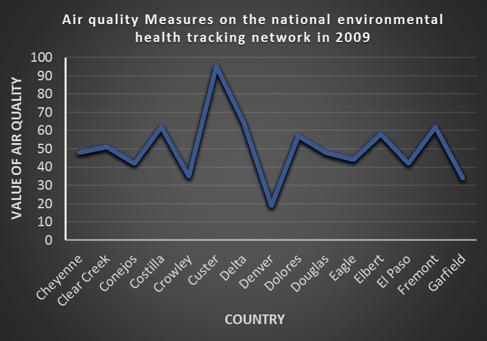 Air quality Measures on the national environmental
health tracking network in 2009
VALUE OF AIR QUALITY
100
90
80
70
60
50
40
30
20
10
0
Cheyenne
Clear Creek
Conejos
Costilla
Crowley
Custer
Delta
Denver
Dolores
Douglas
Eagle
Elbert
El Paso
Fremont
Garfield
COUNTRY